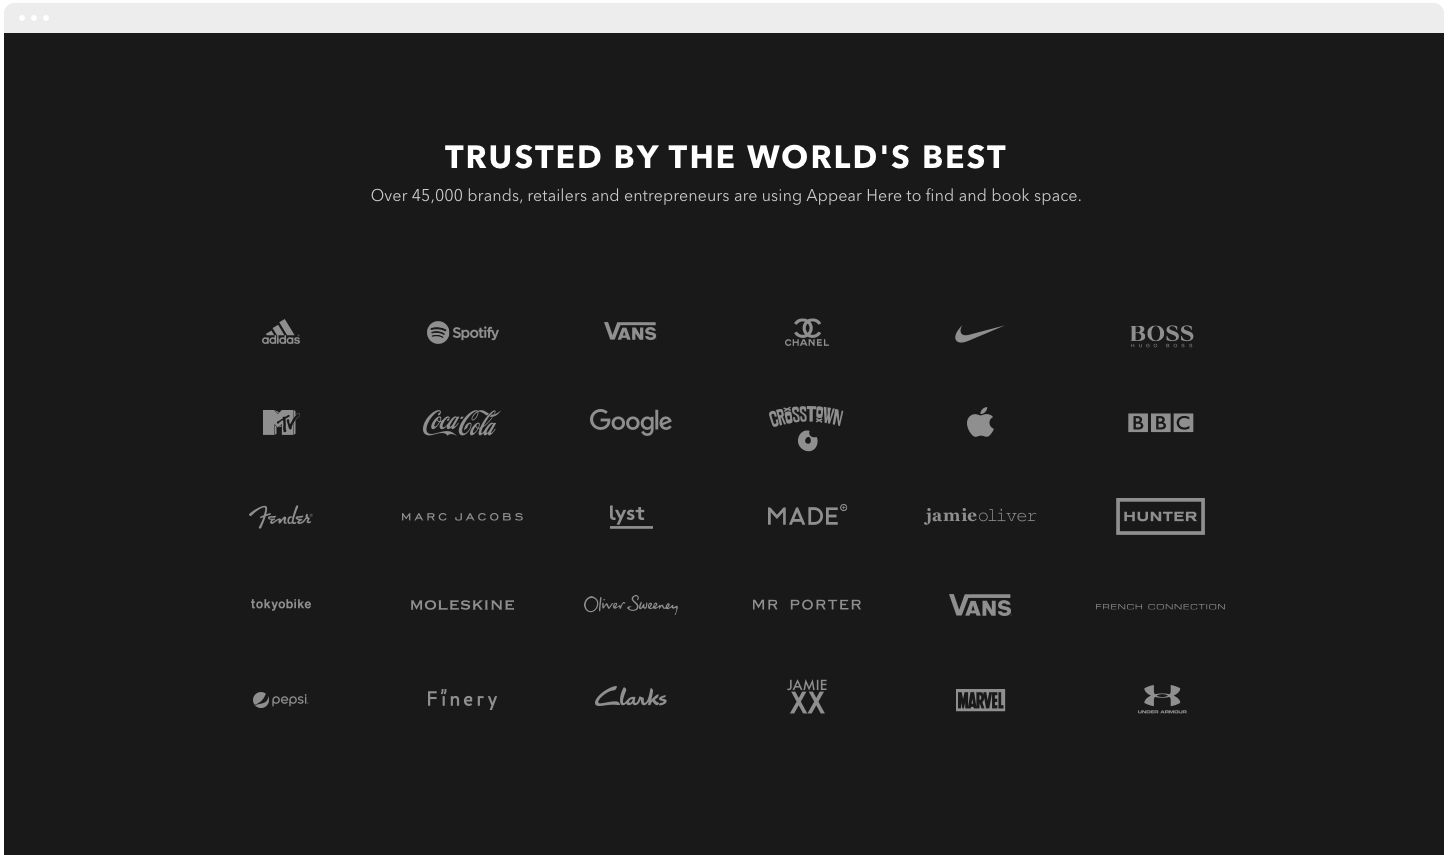 TRUSTED BY THE WORLD'S BEST
Over 45,000 brands, retailers and entrepreneurs are using Appear Here to find and book space.
adidas
Spotify
VANS
CHANEL
BOSS
HUGO BOSS
MTV
Coca-Cola
Google
CROSSTOWN
BBC
Fender
MARC JACOBS
lyst
MADE
jamieoliver
HUNTER
tokyobike
MOLESKINE
Oliver Sweeney
MR PORTER
VANS
FRENCH CONNECTION
pepsi
Finery
Clarks
JAMIE
XX
MARVEL
UNDER ARMOUR